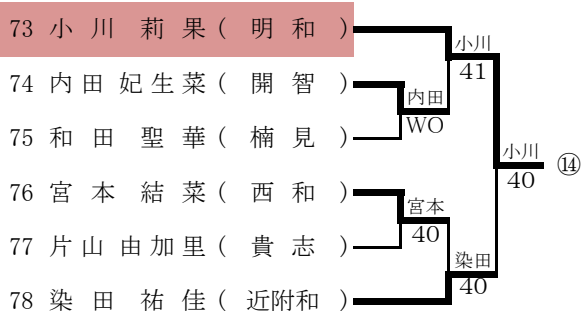 73 小川 莉果 ( 明和 )
小川
41
74 内田 妃生菜 ( 開智 )
内田
WO
75 和田 聖華 ( 楠見 )
小川
40
⑭
76 宮本 結菜 ( 西和 )
宮本
40
77 片山 由加里 ( 貴志 )
染田
40
78 染田 祐佳 ( 近附和 )